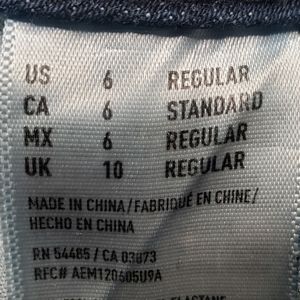 US 6 REGULAR
CA 6 STANDARD
MX 6 REGULAR
UK 10 REGULAR
MADE IN CHINA/FABRIQUÉ EN CHINE/
HECHO EN CHINA
RN 54485 / CA 03873
RFC# AEM120605U9A